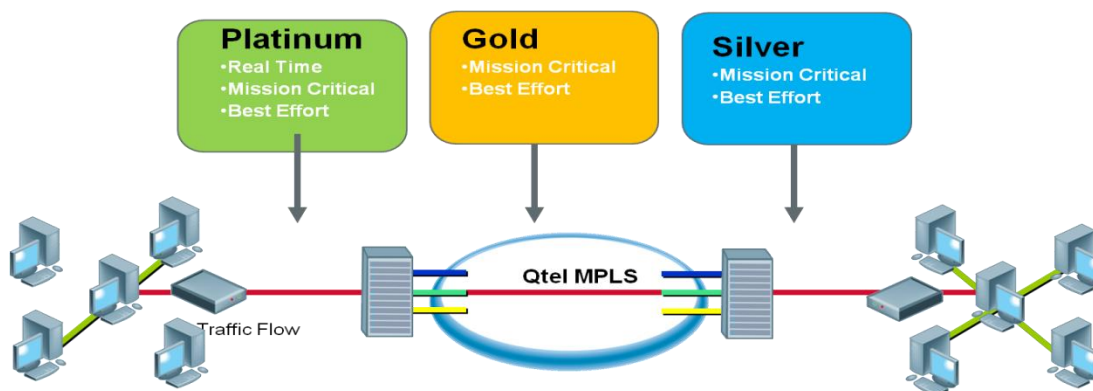 Platinum
•Real Time
•Mission Critical
•Best Effort
Gold
•Mission Critical
•Best Effort
Silver
•Mission Critical
•Best Effort
Qtel MPLS
Traffic Flow